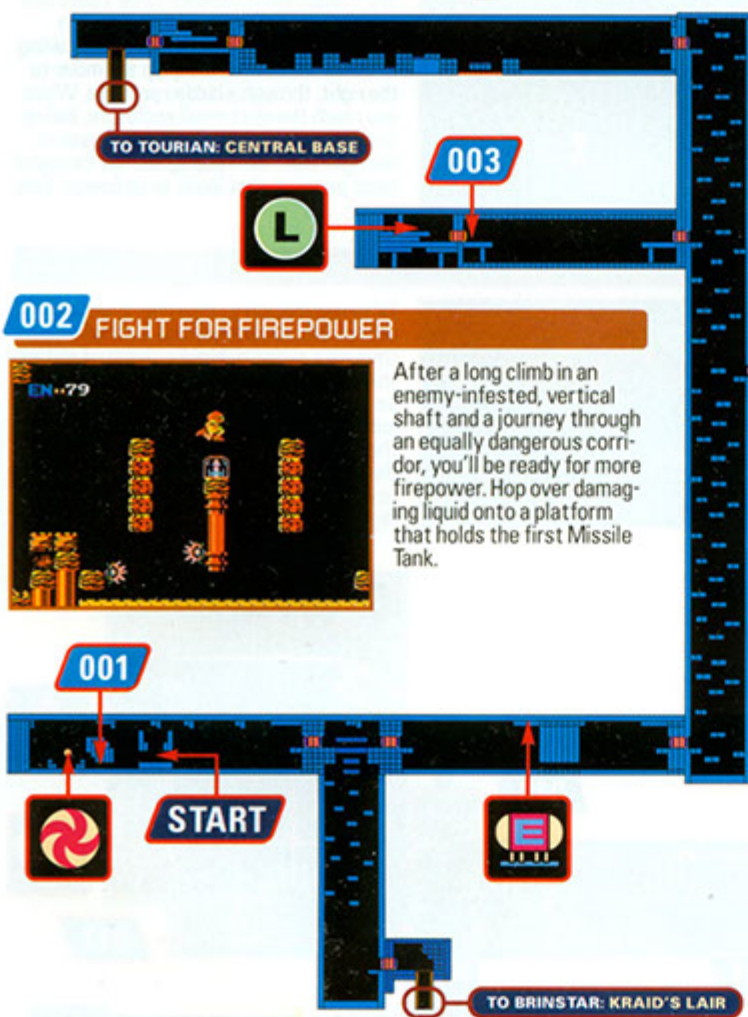 TO TOURIAN: CENTRAL BASE
003
L
002
FIGHT FOR FIREPOWER
EN··79
After a long climb in an
enemy-infested, vertical
shaft and a journey through
an equally dangerous corri-
dor, you'll be ready for more
firepower. Hop over damag-
ing liquid onto a platform
that holds the first Missile
Tank.
001
START
E
TO BRINSTAR: KRAID'S LAIR